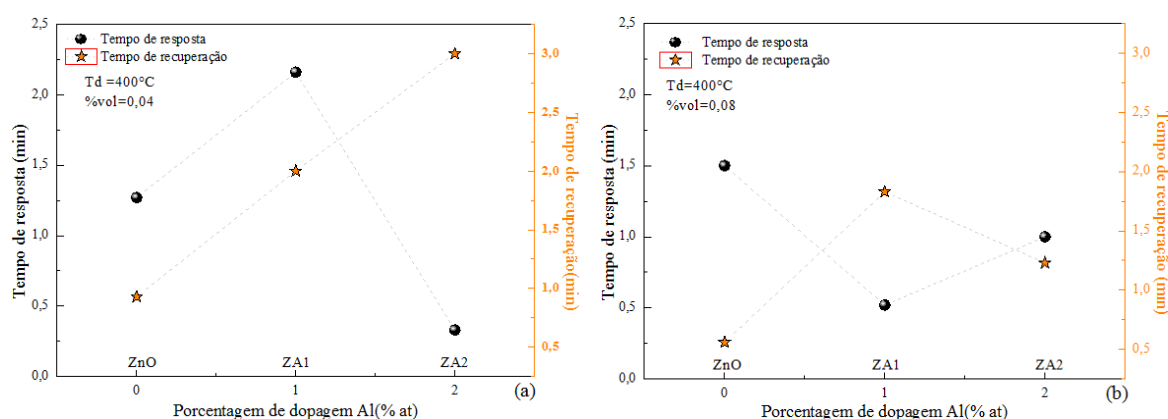 2,5
2,0
1,5
1,0
0,5
0,0
Tempo de resposta (min)
Tempo de resposta
Tempo de recuperação
Td =400°C
%vol=0,04
ZnO
ZA1
ZA2
(a)
0
1
2
Porcentagem de dopagem Al(% at)
3,0
2,5
2,0
1,5
1,0
0,5
Tempo de recuperação(min)
2,5
2,0
1,5
1,0
0,5
0,0
Tempo de resposta (min)
Tempo de resposta
Tempo de recuperação
Td=400°C
%vol=0,08
ZnO
ZA1
ZA2
(b)
0
1
2
Porcentagem de dopagem Al(% at)
3,0
2,5
2,0
1,5
1,0
0,5
Tempo de recuperação (min)